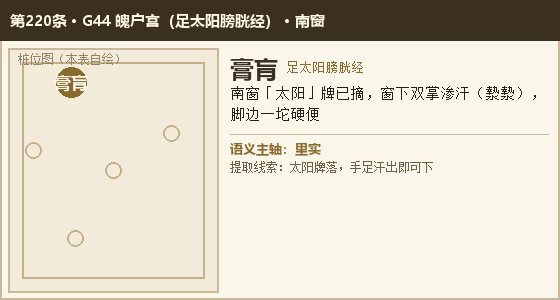 第220条・G44 魄户宫（足太阳膀胱经）・南窗
桩位图（本表自绘）
膏肓
膏肓 足太阳膀胱经
南窗「太阳」牌已摘，窗下双掌渗汗（漐漐），
脚边一坨硬便
语义主轴：里实
提取线索：太阳牌落，手足汗出即可下